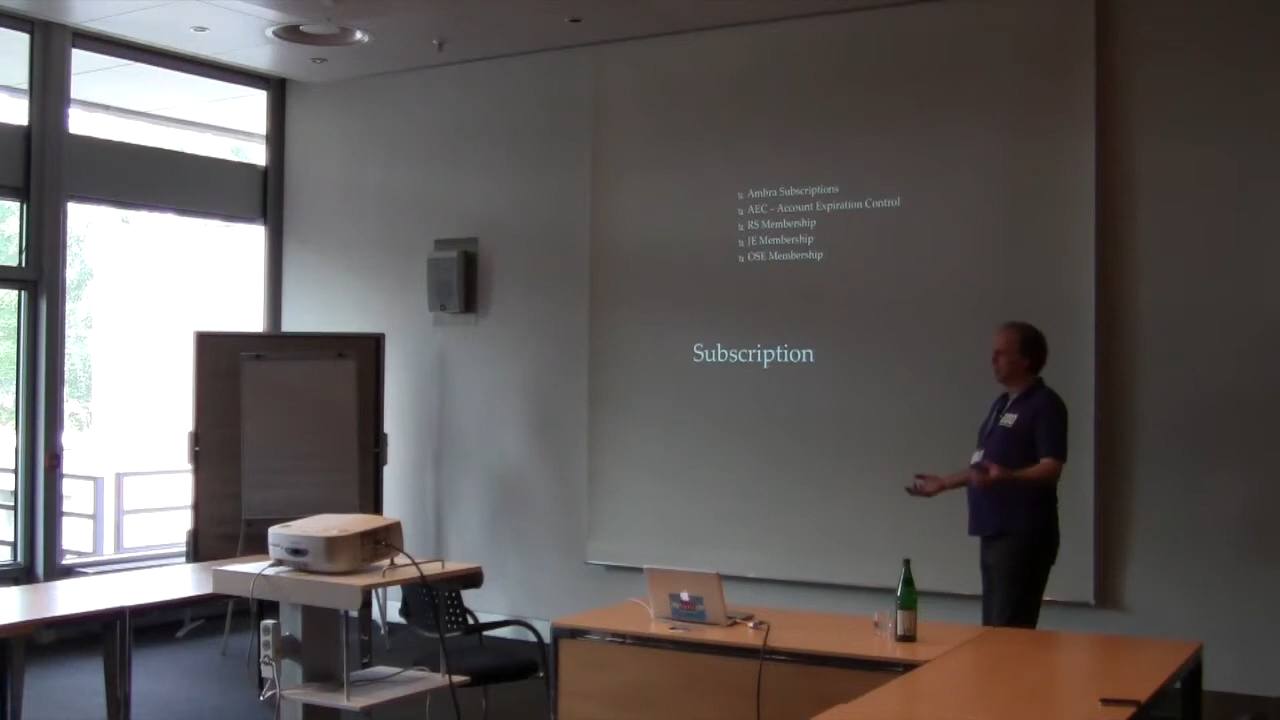 Ambra Subscriptions
AEC – Account Expiration Control
RS Membership
JE Membership
OSE Membership
Subscription